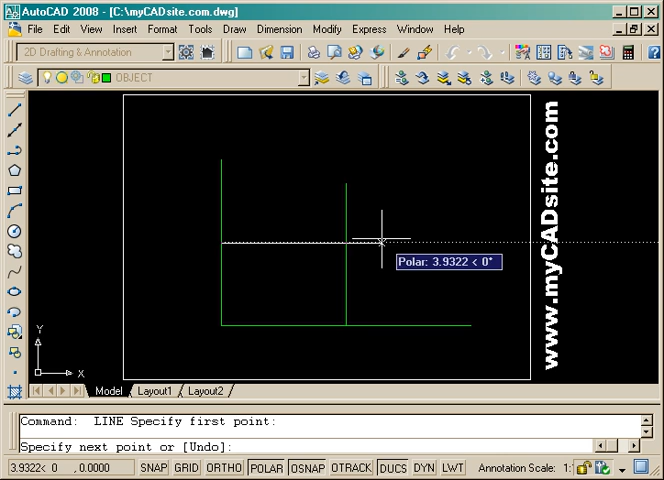 AutoCAD 2008 - [C:\myCADsite.com.dwg]
File Edit View Insert Format Tools Draw Dimension Modify Express Window Help
2D Drafting & Annotation
OBJECT
www.myCADsite.com
Polar: 3.9322 < 0°
Y
X
Model Layout1 Layout2
Command:  LINE Specify first point:
Specify next point or [Undo]:
3.9322< 0 , 0.0000 SNAP GRID ORTHO POLAR OSNAP OTRACK DUCS DYN LWT Annotation Scale: 1: